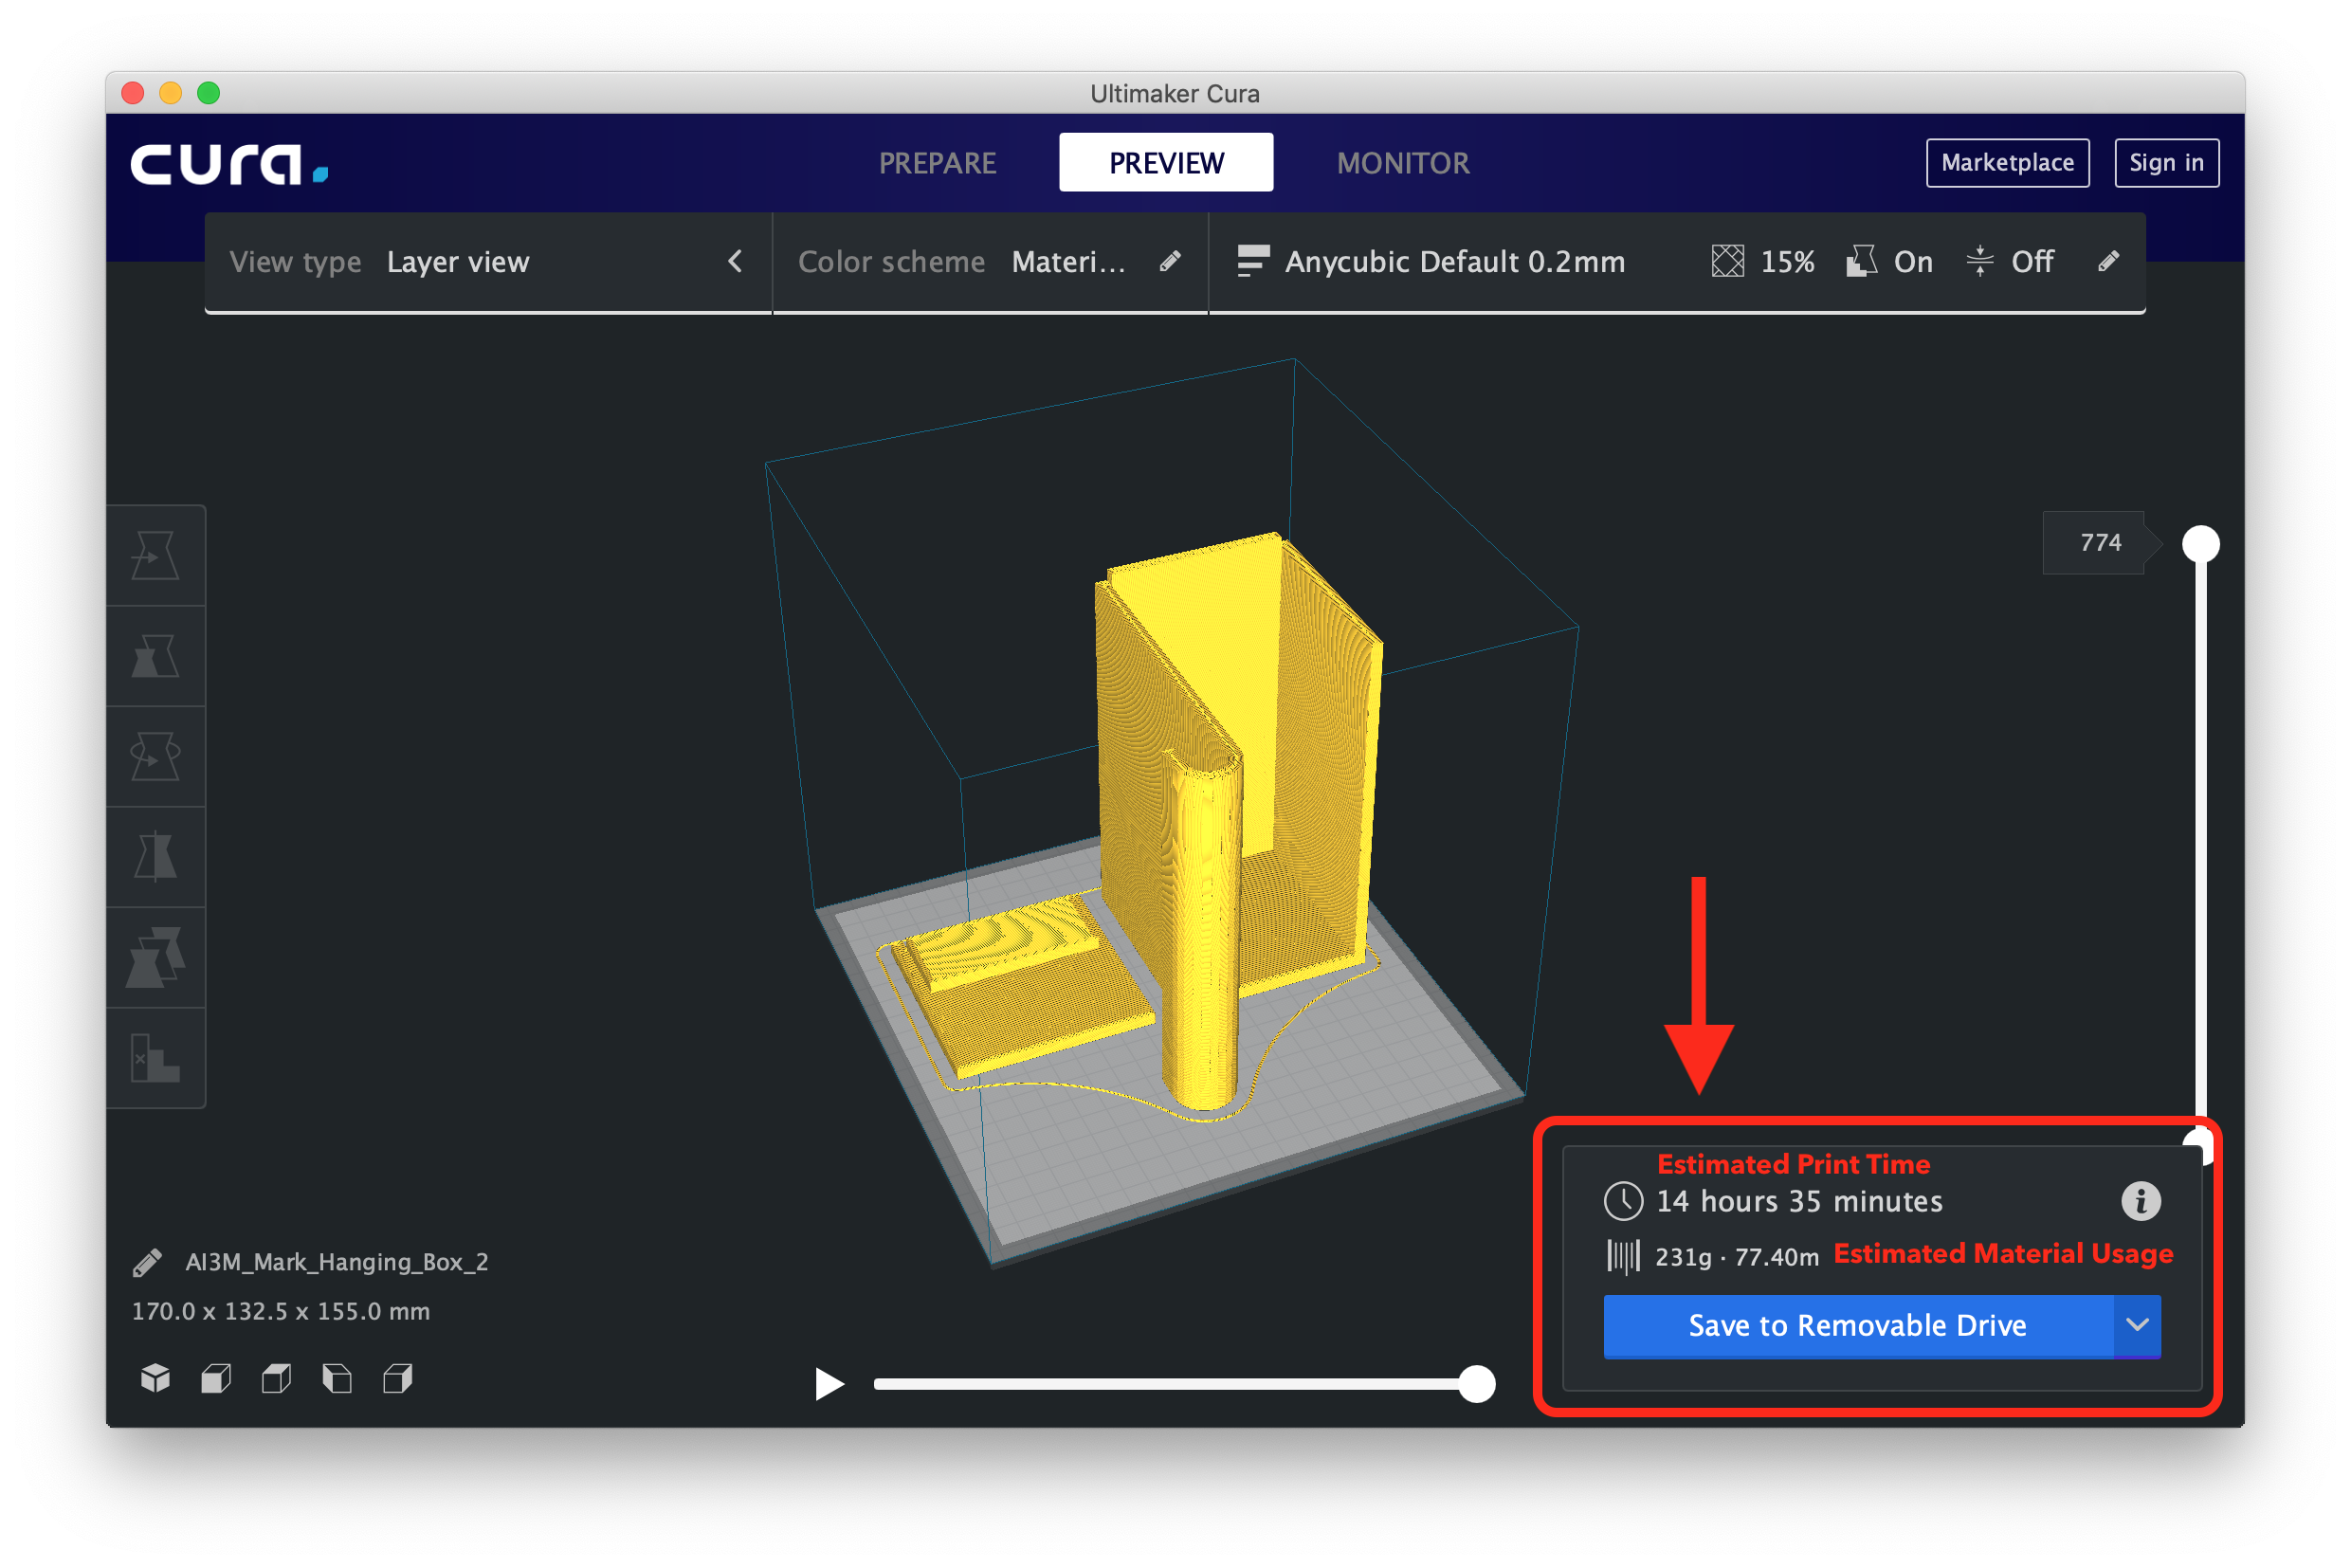 Ultimaker Cura
cura.
PREPARE PREVIEW MONITOR Marketplace Sign in
View type Layer view Color scheme Materi... Anycubic Default 0.2mm 15% On Off
774
Estimated Print Time
14 hours 35 minutes
231g · 77.40m Estimated Material Usage
Save to Removable Drive
AI3M_Mark_Hanging_Box_2
170.0 x 132.5 x 155.0 mm